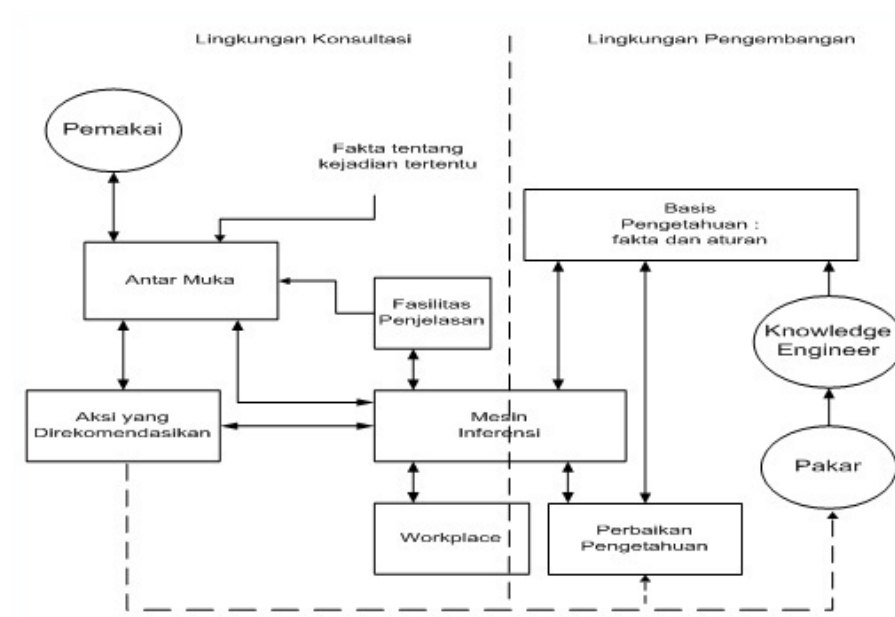 Lingkungan Konsultasi
Lingkungan Pengembangan
Pemakai
Fakta tentang
kejadian tertentu
Basis
Pengetahuan :
fakta dan aturan
Antar Muka
Fasilitas
Penjelasan
Knowledge
Engineer
Aksi yang
Direkomendasikan
Mesin
Inferensi
Pakar
Workplace
Perbaikan
Pengetahuan